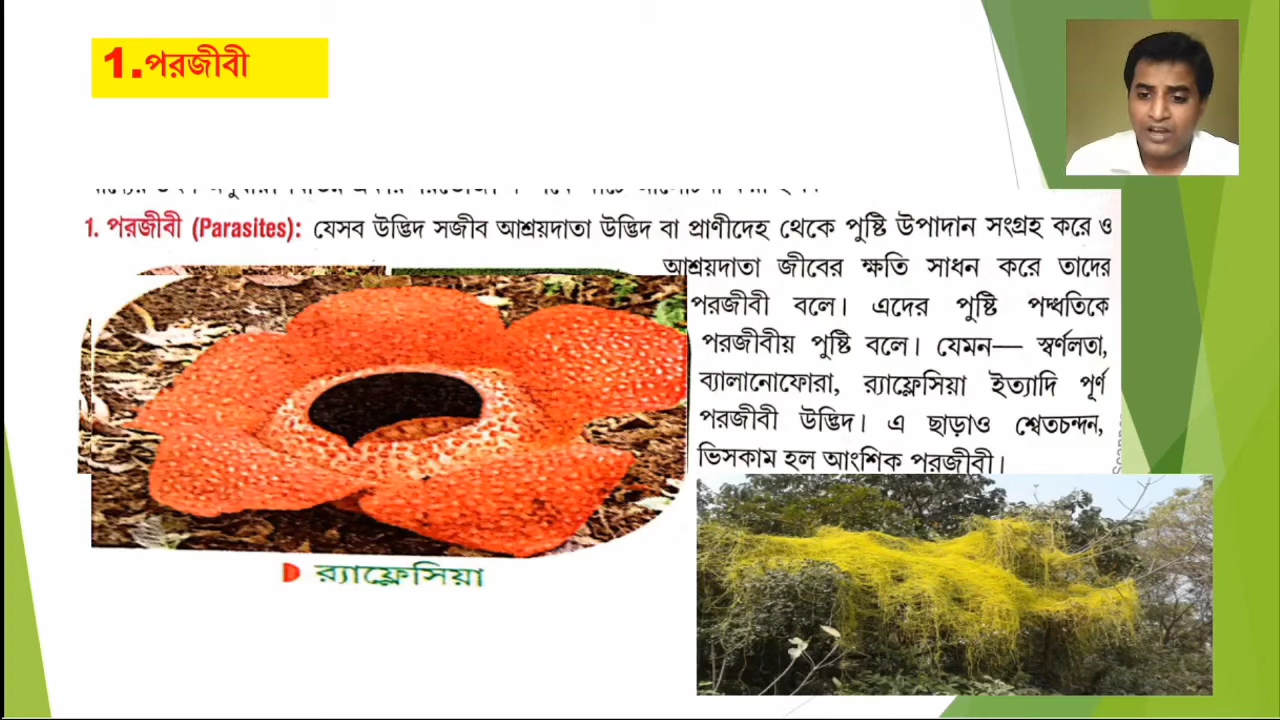 1.পরজীবী
1. পরজীবী (Parasites): যেসব উদ্ভিদ সজীব আশ্রয়দাতা উদ্ভিদ বা প্রাণীদেহ থেকে পুষ্টি উপাদান সংগ্রহ করে ও
আশ্রয়দাতা জীবের ক্ষতি সাধন করে তাদের
পরজীবী বলে। এদের পুষ্টি পদ্ধতিকে
পরজীবীয় পুষ্টি বলে। যেমন— স্বর্ণলতা,
ব্যালানোফোরা, র‍্যাফ্লেসিয়া ইত্যাদি পূর্ণ
পরজীবী উদ্ভিদ। এ ছাড়াও শ্বেতচন্দন,
ভিসকাম হল আংশিক পরজীবী।
র‍্যাফ্লেসিয়া